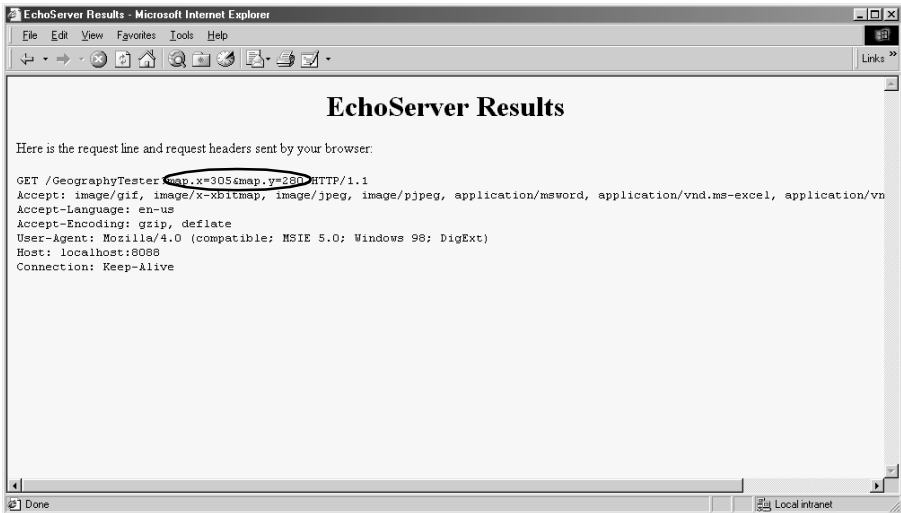 EchoServer Results - Microsoft Internet Explorer
File Edit View Favorites Tools Help
Links »
EchoServer Results
Here is the request line and request headers sent by your browser:
GET /GeographyTester?map.x=305&map.y=280 HTTP/1.1
Accept: image/gif, image/x-xbitmap, image/jpeg, image/pjpeg, application/msword, application/vnd.ms-excel, application/vn
Accept-Language: en-us
Accept-Encoding: gzip, deflate
User-Agent: Mozilla/4.0 (compatible; MSIE 5.0; Windows 98; DigExt)
Host: localhost:8088
Connection: Keep-Alive
Done
Local intranet